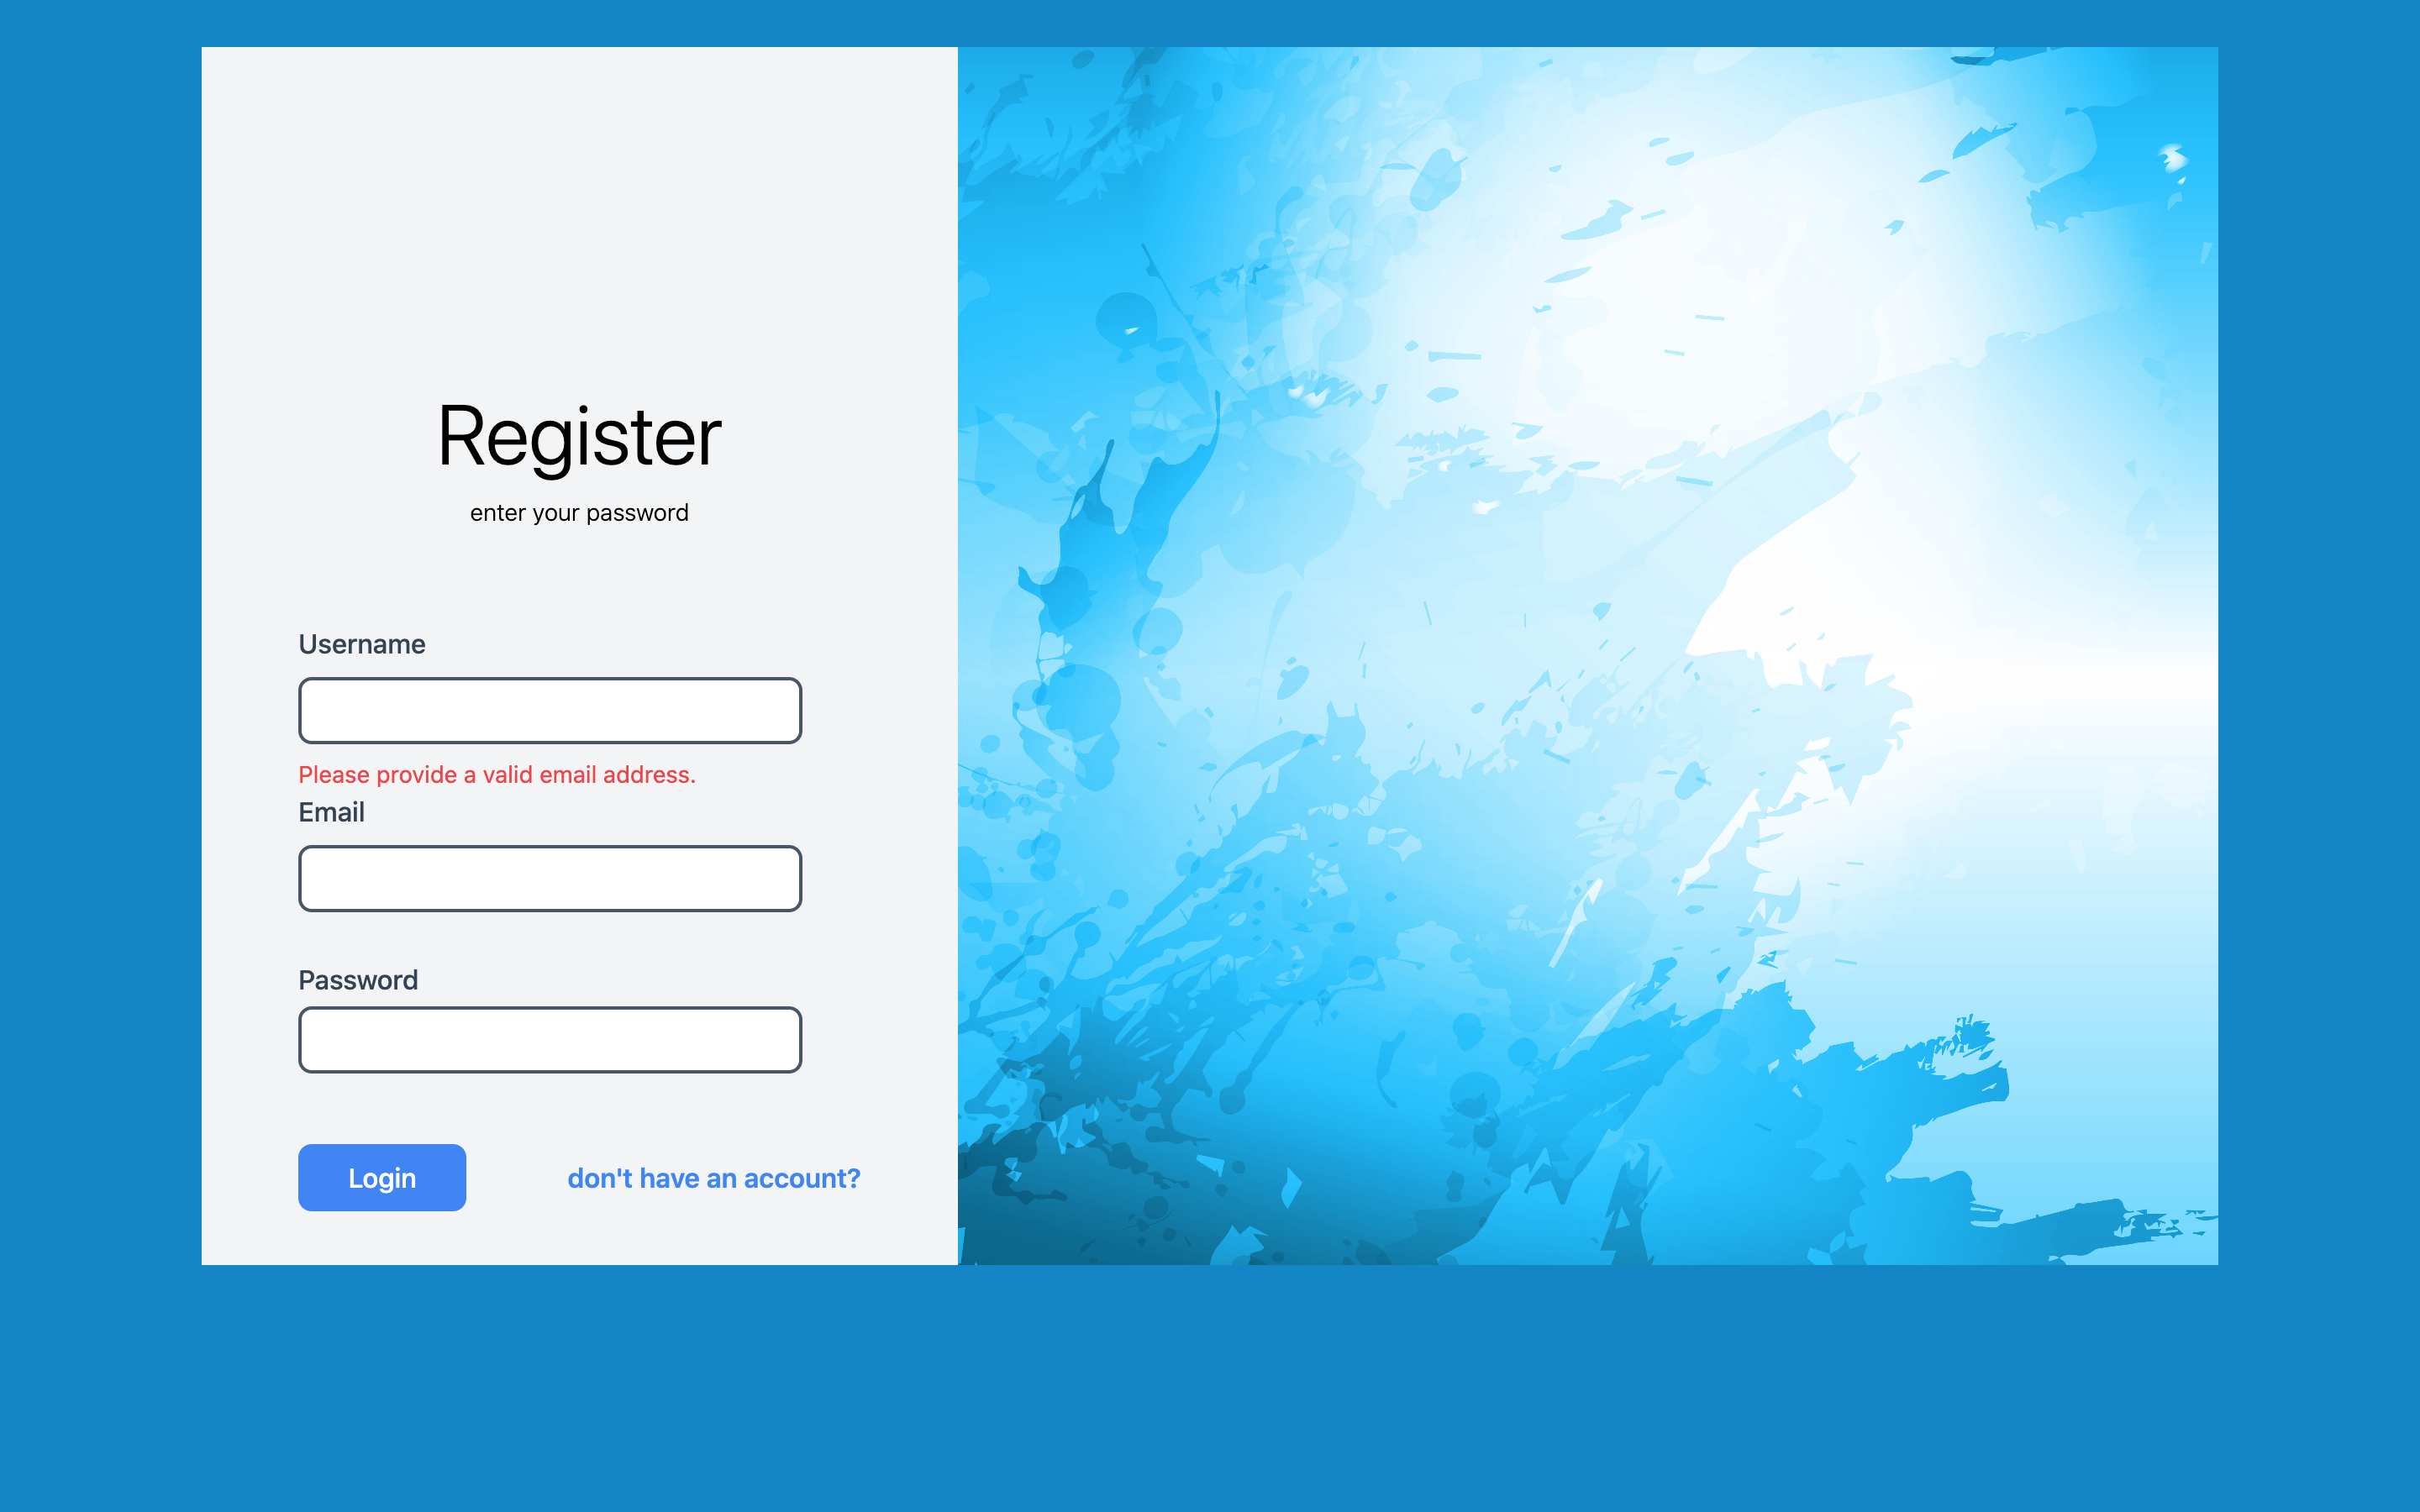 Register
enter your password
Username
Please provide a valid email address.
Email
Password
Login
don't have an account?